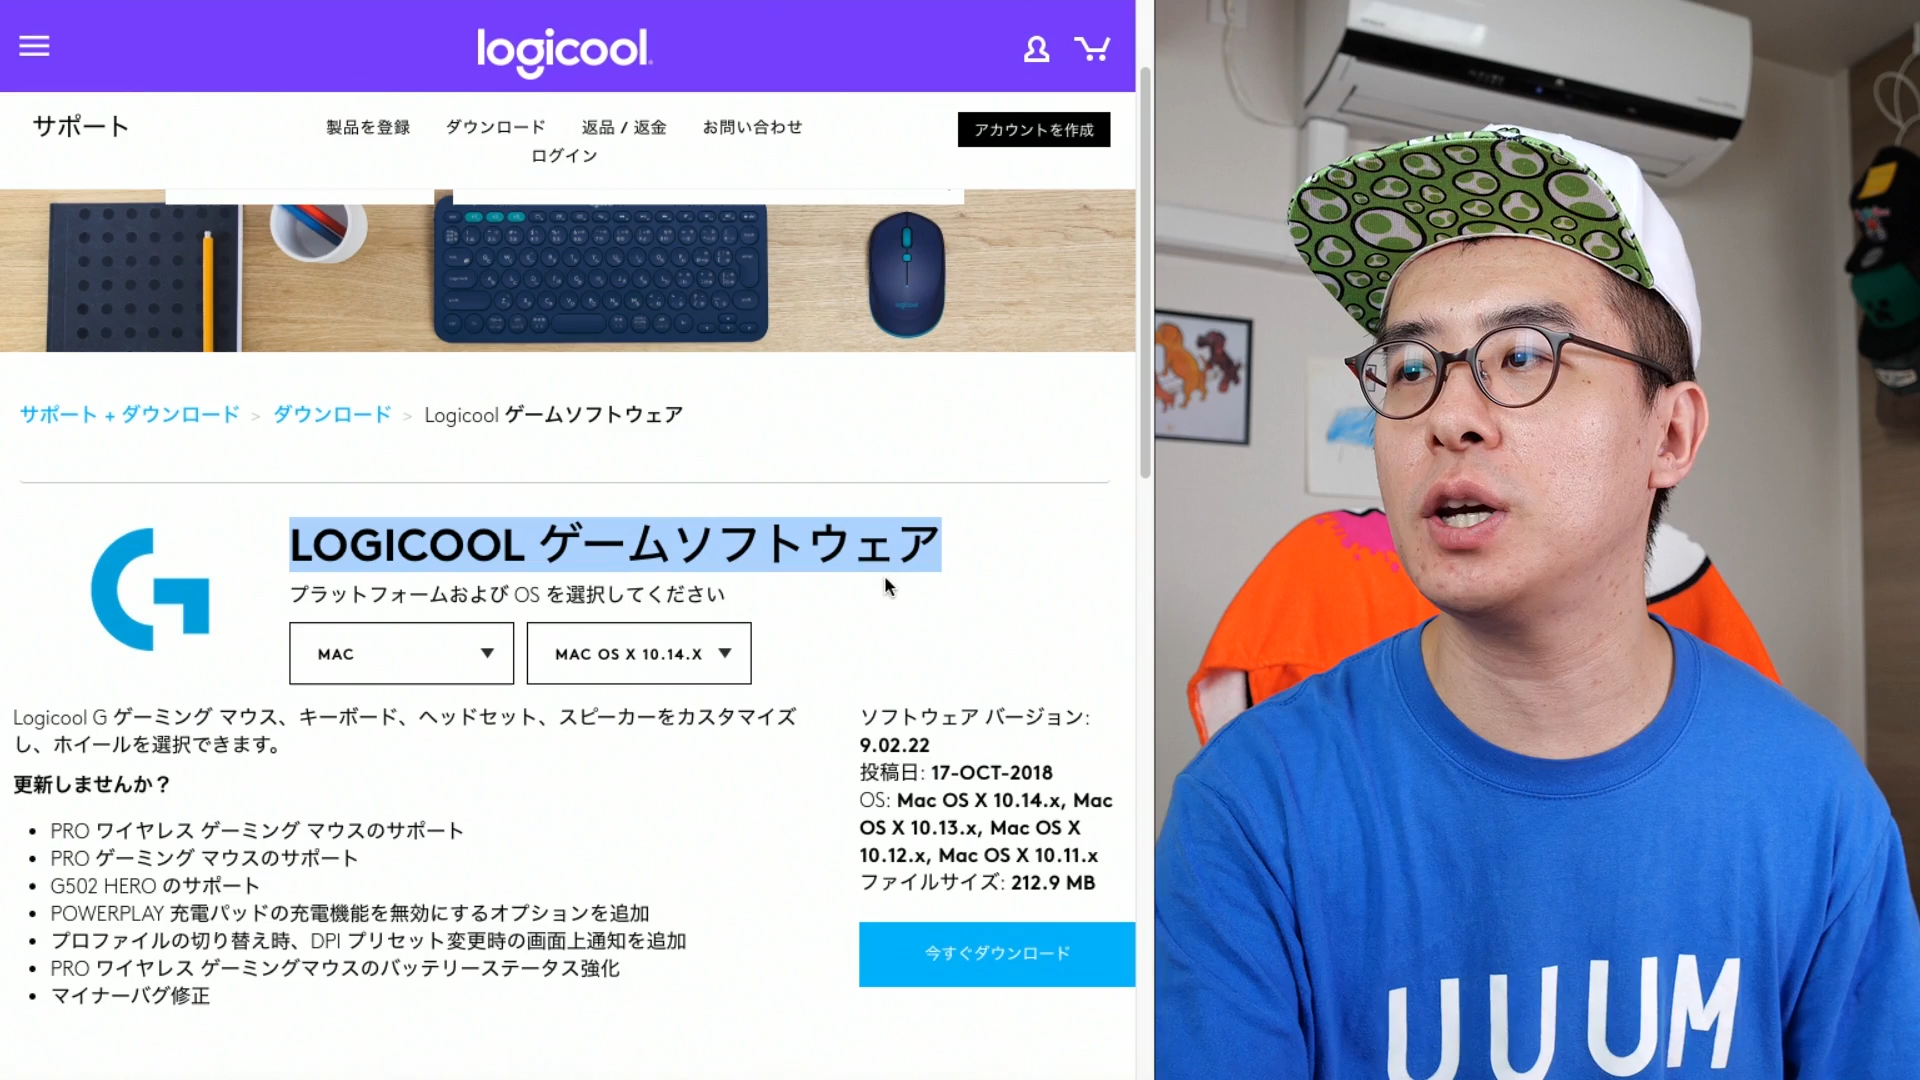 logicool
サポート
製品を登録 ダウンロード 返品 / 返金 お問い合わせ
ログイン
アカウントを作成
サポート + ダウンロード > ダウンロード > Logicool ゲームソフトウェア
LOGICOOL ゲームソフトウェア
プラットフォームおよび OS を選択してください
MAC
MAC OS X 10.14.X
Logicool G ゲーミング マウス、キーボード、ヘッドセット、スピーカーをカスタマイズ
し、ホイールを選択できます。
更新しませんか？
• PRO ワイヤレス ゲーミング マウスのサポート
• PRO ゲーミング マウスのサポート
• G502 HERO のサポート
• POWERPLAY 充電パッドの充電機能を無効にするオプションを追加
• プロファイルの切り替え時、DPI プリセット変更時の画面上通知を追加
• PRO ワイヤレス ゲーミングマウスのバッテリーステータス強化
• マイナーバグ修正
ソフトウェア バージョン:
9.02.22
投稿日: 17-OCT-2018
OS: Mac OS X 10.14.x, Mac
OS X 10.13.x, Mac OS X
10.12.x, Mac OS X 10.11.x
ファイルサイズ: 212.9 MB
今すぐダウンロード
UUUM